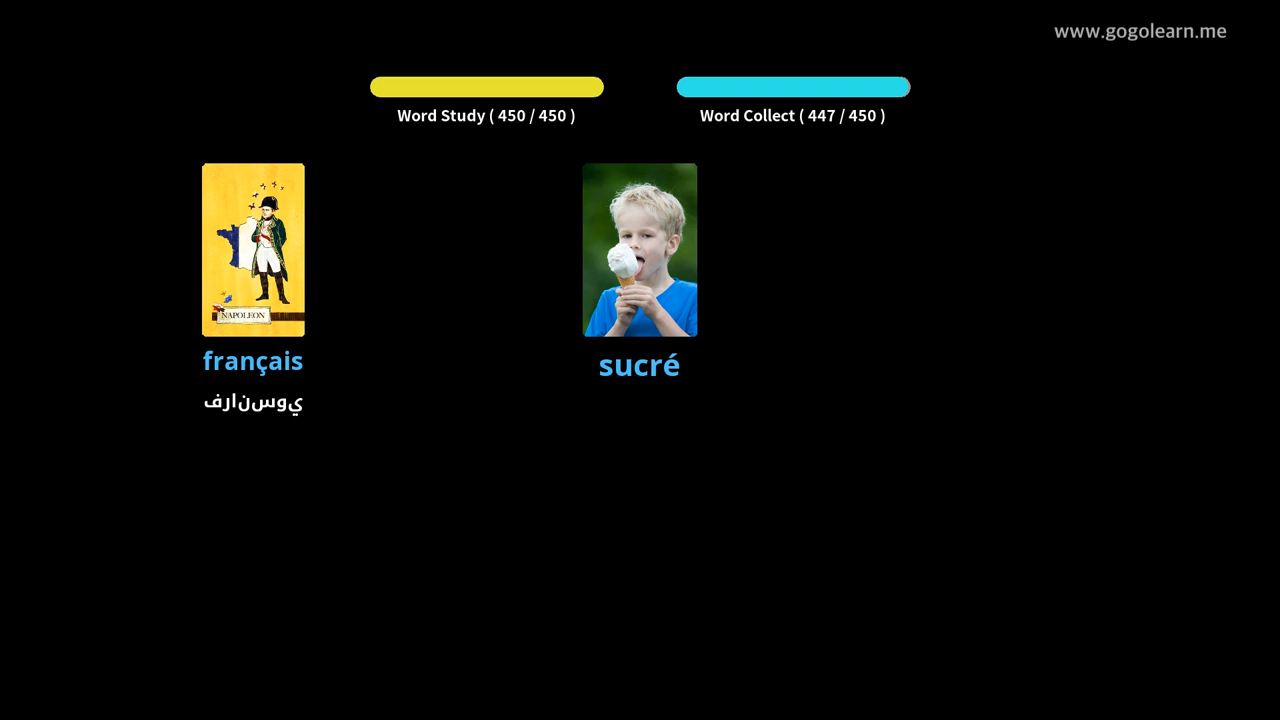 www.gogolearn.me
Word Study ( 450 / 450 )
Word Collect ( 447 / 450 )
NAPOLEON
français
sucré
فرانسوي